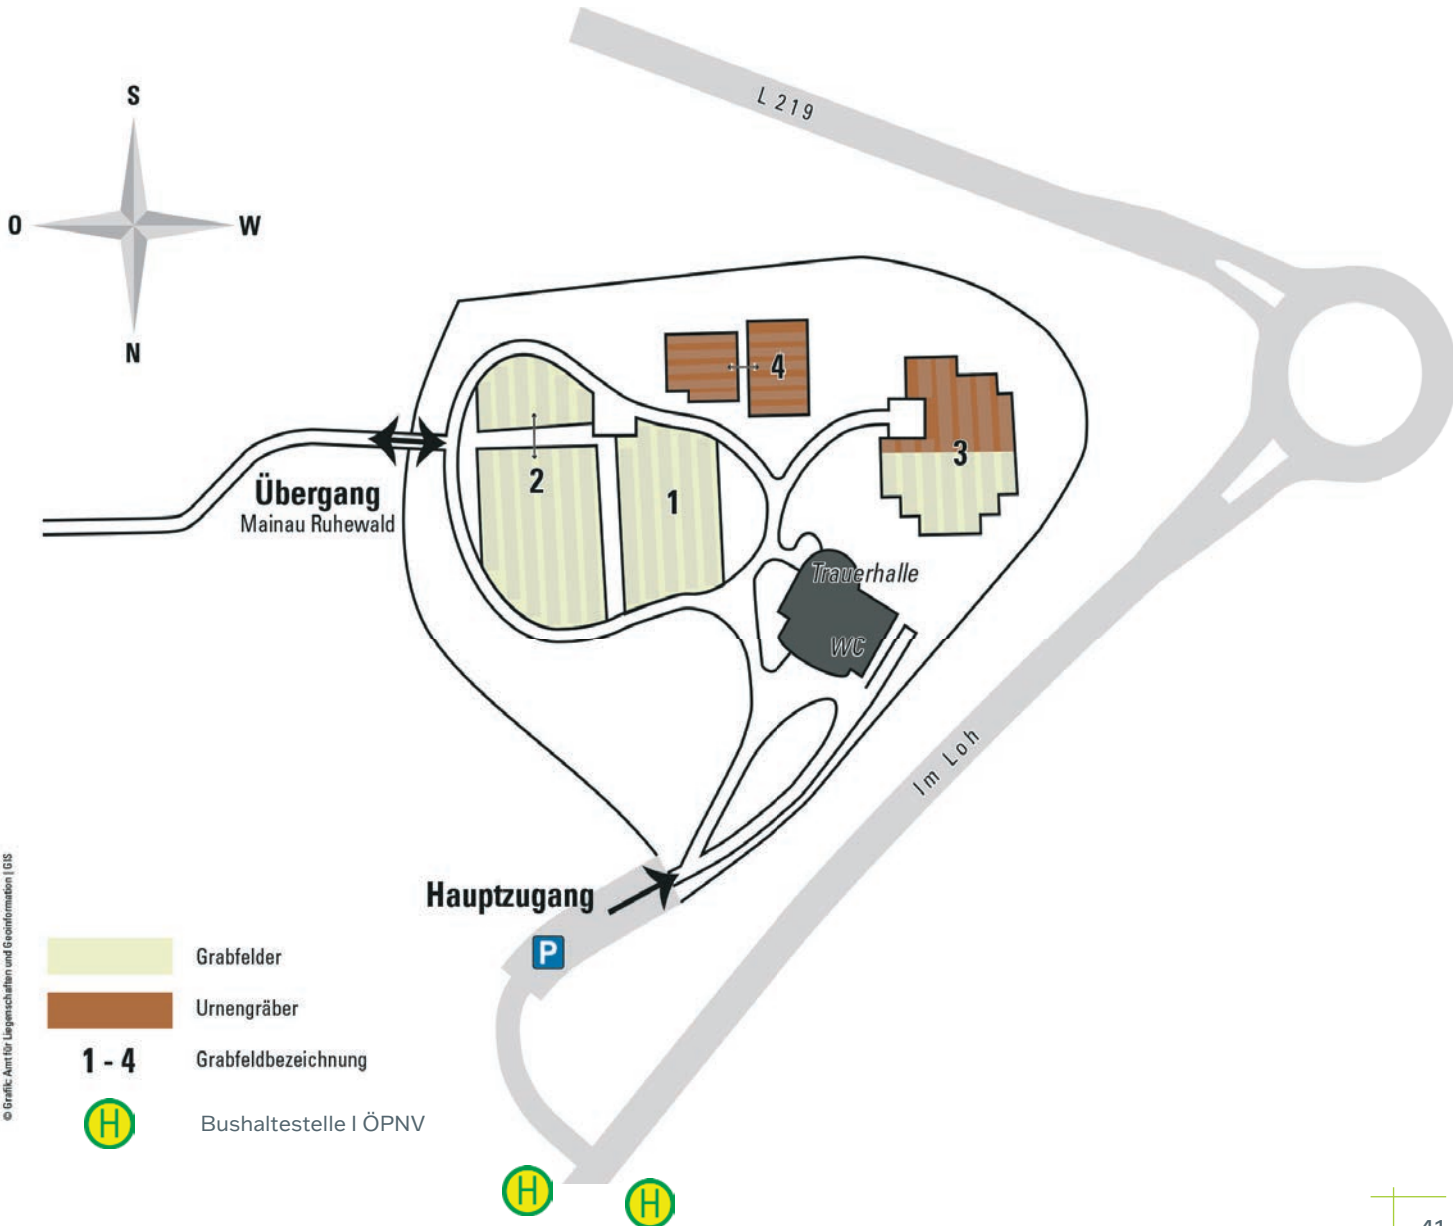 L 219
S
O
W
N
4
3
2
1
Übergang
Mainau Ruhewald
Trauerhalle
WC
Im Loh
Hauptzugang
P
Grabfelder
Urnengräber
1 - 4
Grabfeldbezeichnung
H
Bushaltestelle I ÖPNV
H
H
© Grafik: Amt für Liegenschaften und Geoinformation | GIS
41